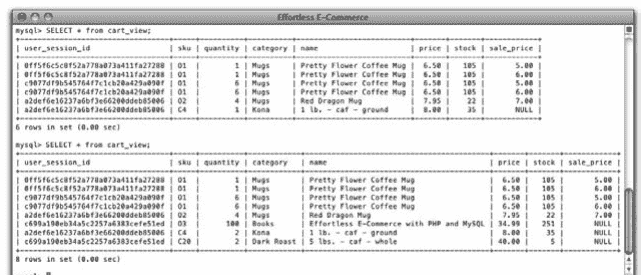 Effortless E-Commerce
mysql> SELECT * from cart_view;
| user_session_id | sku | quantity | category | name | price | stock | sale_price |
| 0ff5f6c5c8f52a778a073a411fa27288 | O1 | 1 | Mugs | Pretty Flower Coffee Mug | 6.50 | 105 | 5.00 |
| 0ff5f6c5c8f52a778a073a411fa27288 | O1 | 1 | Mugs | Pretty Flower Coffee Mug | 6.50 | 105 | 6.00 |
| c9077df9b545764f7c1cb20a429a090f | O1 | 6 | Mugs | Pretty Flower Coffee Mug | 6.50 | 105 | 5.00 |
| c9077df9b545764f7c1cb20a429a090f | O1 | 6 | Mugs | Pretty Flower Coffee Mug | 6.50 | 105 | 6.00 |
| a2def6e16237a6bf3e66200ddeb85006 | O2 | 4 | Mugs | Red Dragon Mug | 7.95 | 22 | 7.00 |
| a2def6e16237a6bf3e66200ddeb85006 | C4 | 1 | Kona | 1 lb. - caf - ground | 8.00 | 35 | NULL |
6 rows in set (0.00 sec)
mysql> SELECT * from cart_view;
| user_session_id | sku | quantity | category | name | price | stock | sale_price |
| 0ff5f6c5c8f52a778a073a411fa27288 | O1 | 1 | Mugs | Pretty Flower Coffee Mug | 6.50 | 105 | 5.00 |
| 0ff5f6c5c8f52a778a073a411fa27288 | O1 | 1 | Mugs | Pretty Flower Coffee Mug | 6.50 | 105 | 6.00 |
| c9077df9b545764f7c1cb20a429a090f | O1 | 6 | Mugs | Pretty Flower Coffee Mug | 6.50 | 105 | 5.00 |
| c9077df9b545764f7c1cb20a429a090f | O1 | 6 | Mugs | Pretty Flower Coffee Mug | 6.50 | 105 | 6.00 |
| a2def6e16237a6bf3e66200ddeb85006 | O2 | 4 | Mugs | Red Dragon Mug | 7.95 | 22 | 7.00 |
| c699a190eb34a5c2257a6383cefe51ed | O3 | 100 | Books | Effortless E-Commerce with PHP and MySQL | 34.99 | 251 | NULL |
| c699a190eb34a5c2257a6383cefe51ed | C4 | 2 | Kona | 1 lb. - caf - ground | 8.00 | 35 | NULL |
| c699a190eb34a5c2257a6383cefe51ed | C20 | 2 | Dark Roast | 5 lbs. - caf - whole | 40.00 | 5 | NULL |
8 rows in set (0.00 sec)